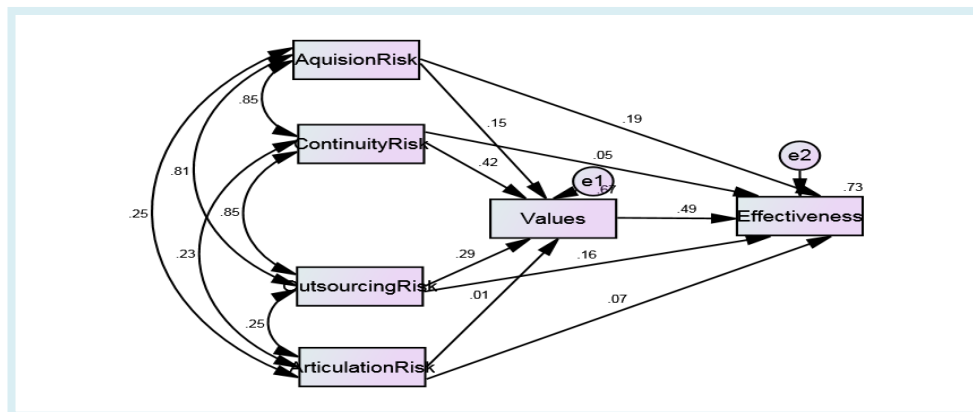 AquisionRisk
.85
.15
.19
ContinuityRisk
.05
e2
.81
.42
e1
.67
.73
.25
.85
Values
.49
Effectiveness
.23
.29
.16
OutsourcingRisk
.01
.07
.25
ArticulationRisk